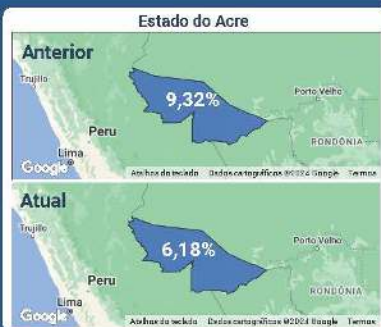 Estado do Acre
Anterior
Trujillo
9,32%
Porto Velho
Peru
RONDÔNIA
Lima
Google
Atalhos do teclado Dados cartográficos ©2024 Google Termos
Atual
Trujillo
6,18%
Porto Velho
Peru
RONDÔNIA
Lima
Google
Atalhos do teclado Dados cartográficos ©2024 Google Termos